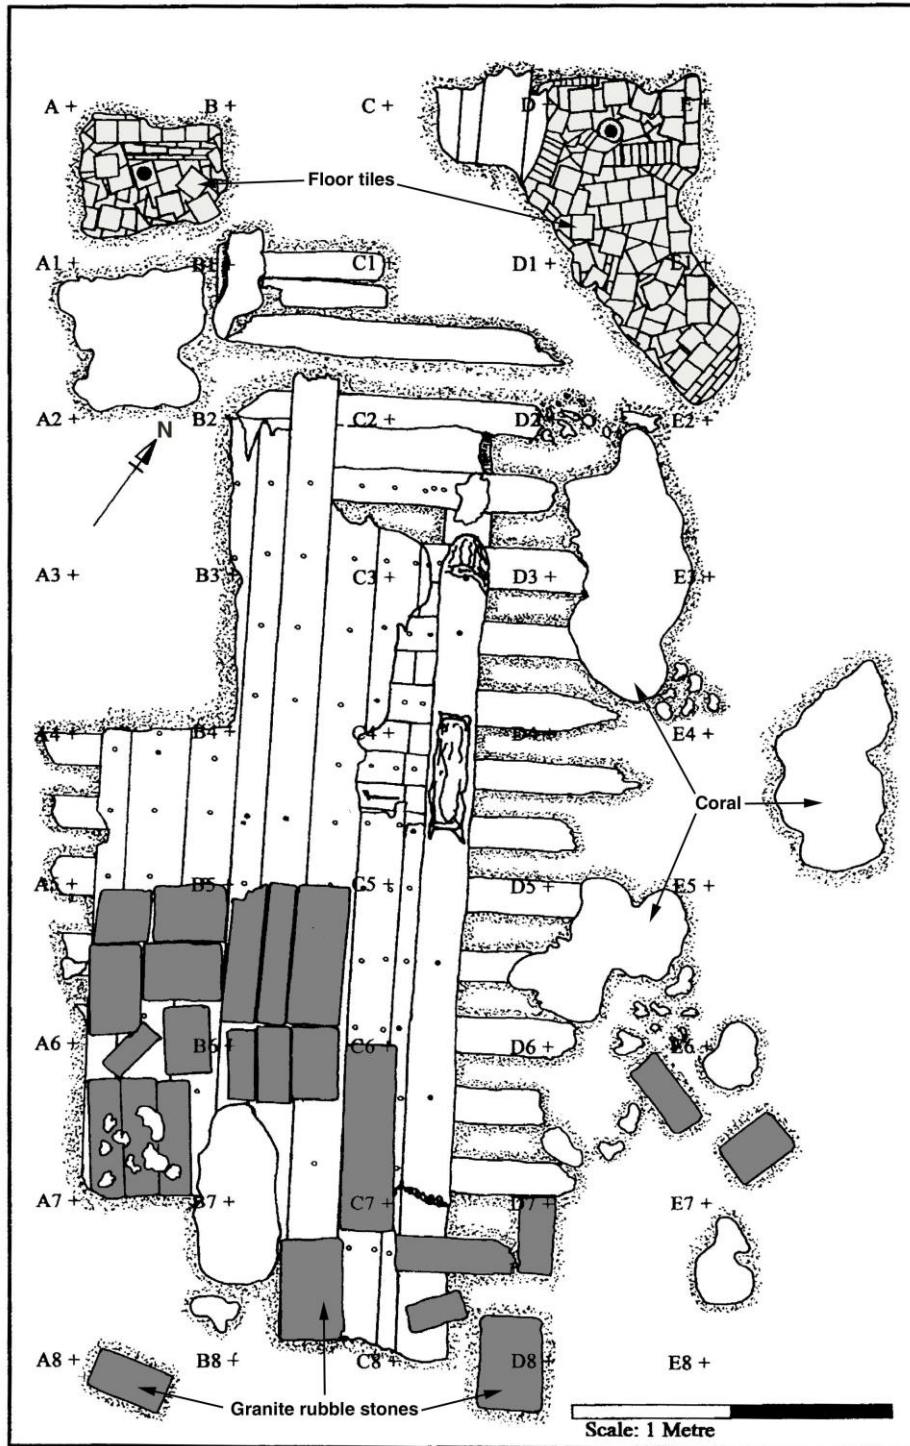 A + B + C + D + E +
Floor tiles
A1 + B1 + C1 + D1 + E1 +
A2 + B2 + C2 + D2 + E2 +
N
A3 + B3 + C3 + D3 + E3 +
A4 + B4 + C4 + D4 + E4 +
Coral
A5 + B5 + C5 + D5 + E5 +
A6 + B6 + C6 + D6 + E6 +
A7 + B7 + C7 + D7 + E7 +
A8 + B8 + C8 + D8 + E8 +
Granite rubble stones
Scale: 1 Metre